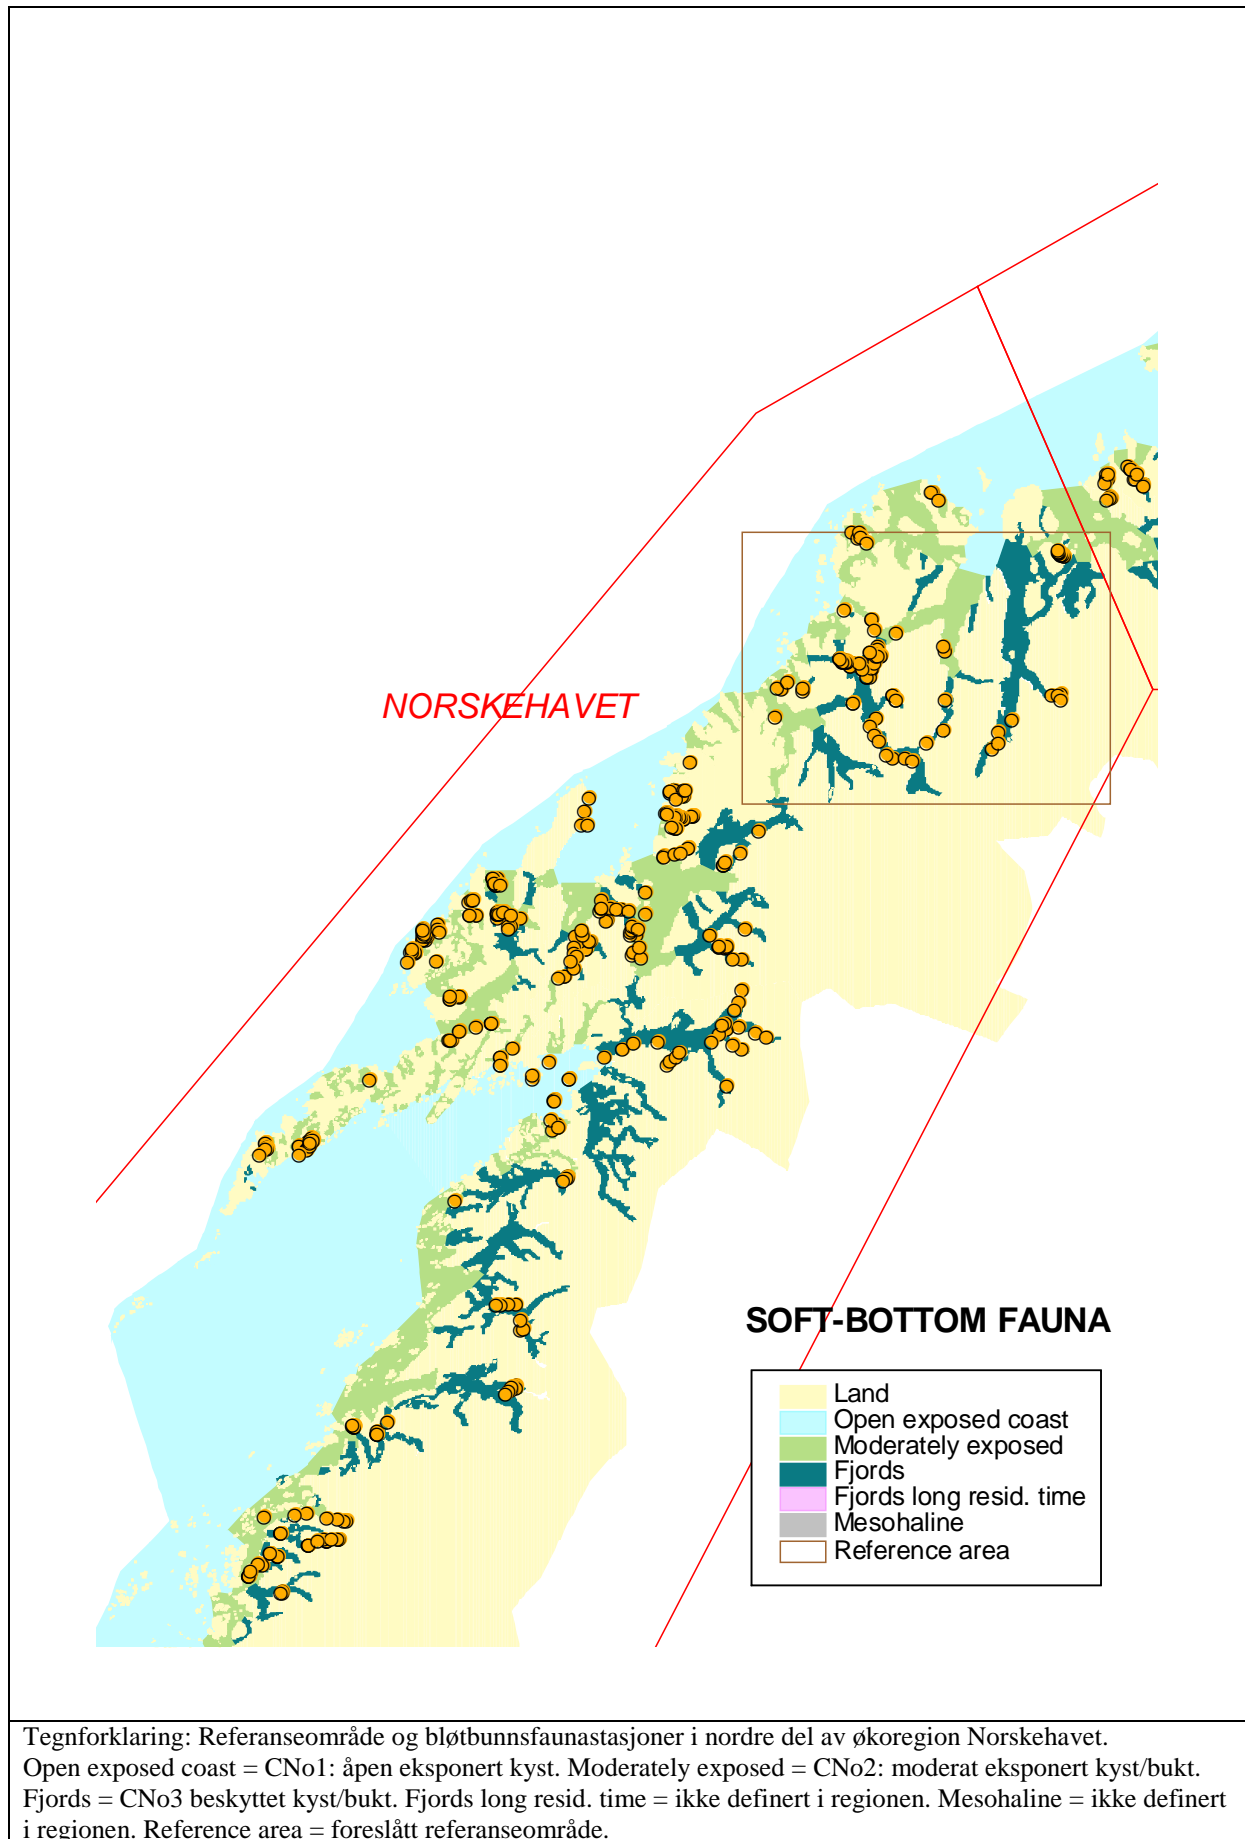 NORSKEHAVET
SOFT-BOTTOM FAUNA
Land
Open exposed coast
Moderately exposed
Fjords
Fjords long resid. time
Mesohaline
Reference area
Tegnforklaring: Referanseområde og bløtbunnsfaunastasjoner i nordre del av økoregion Norskehavet.
Open exposed coast = CNo1: åpen eksponert kyst. Moderately exposed = CNo2: moderat eksponert kyst/bukt.
Fjords = CNo3 beskyttet kyst/bukt. Fjords long resid. time = ikke definert i regionen. Mesohaline = ikke definert
i regionen. Reference area = foreslått referanseområde.